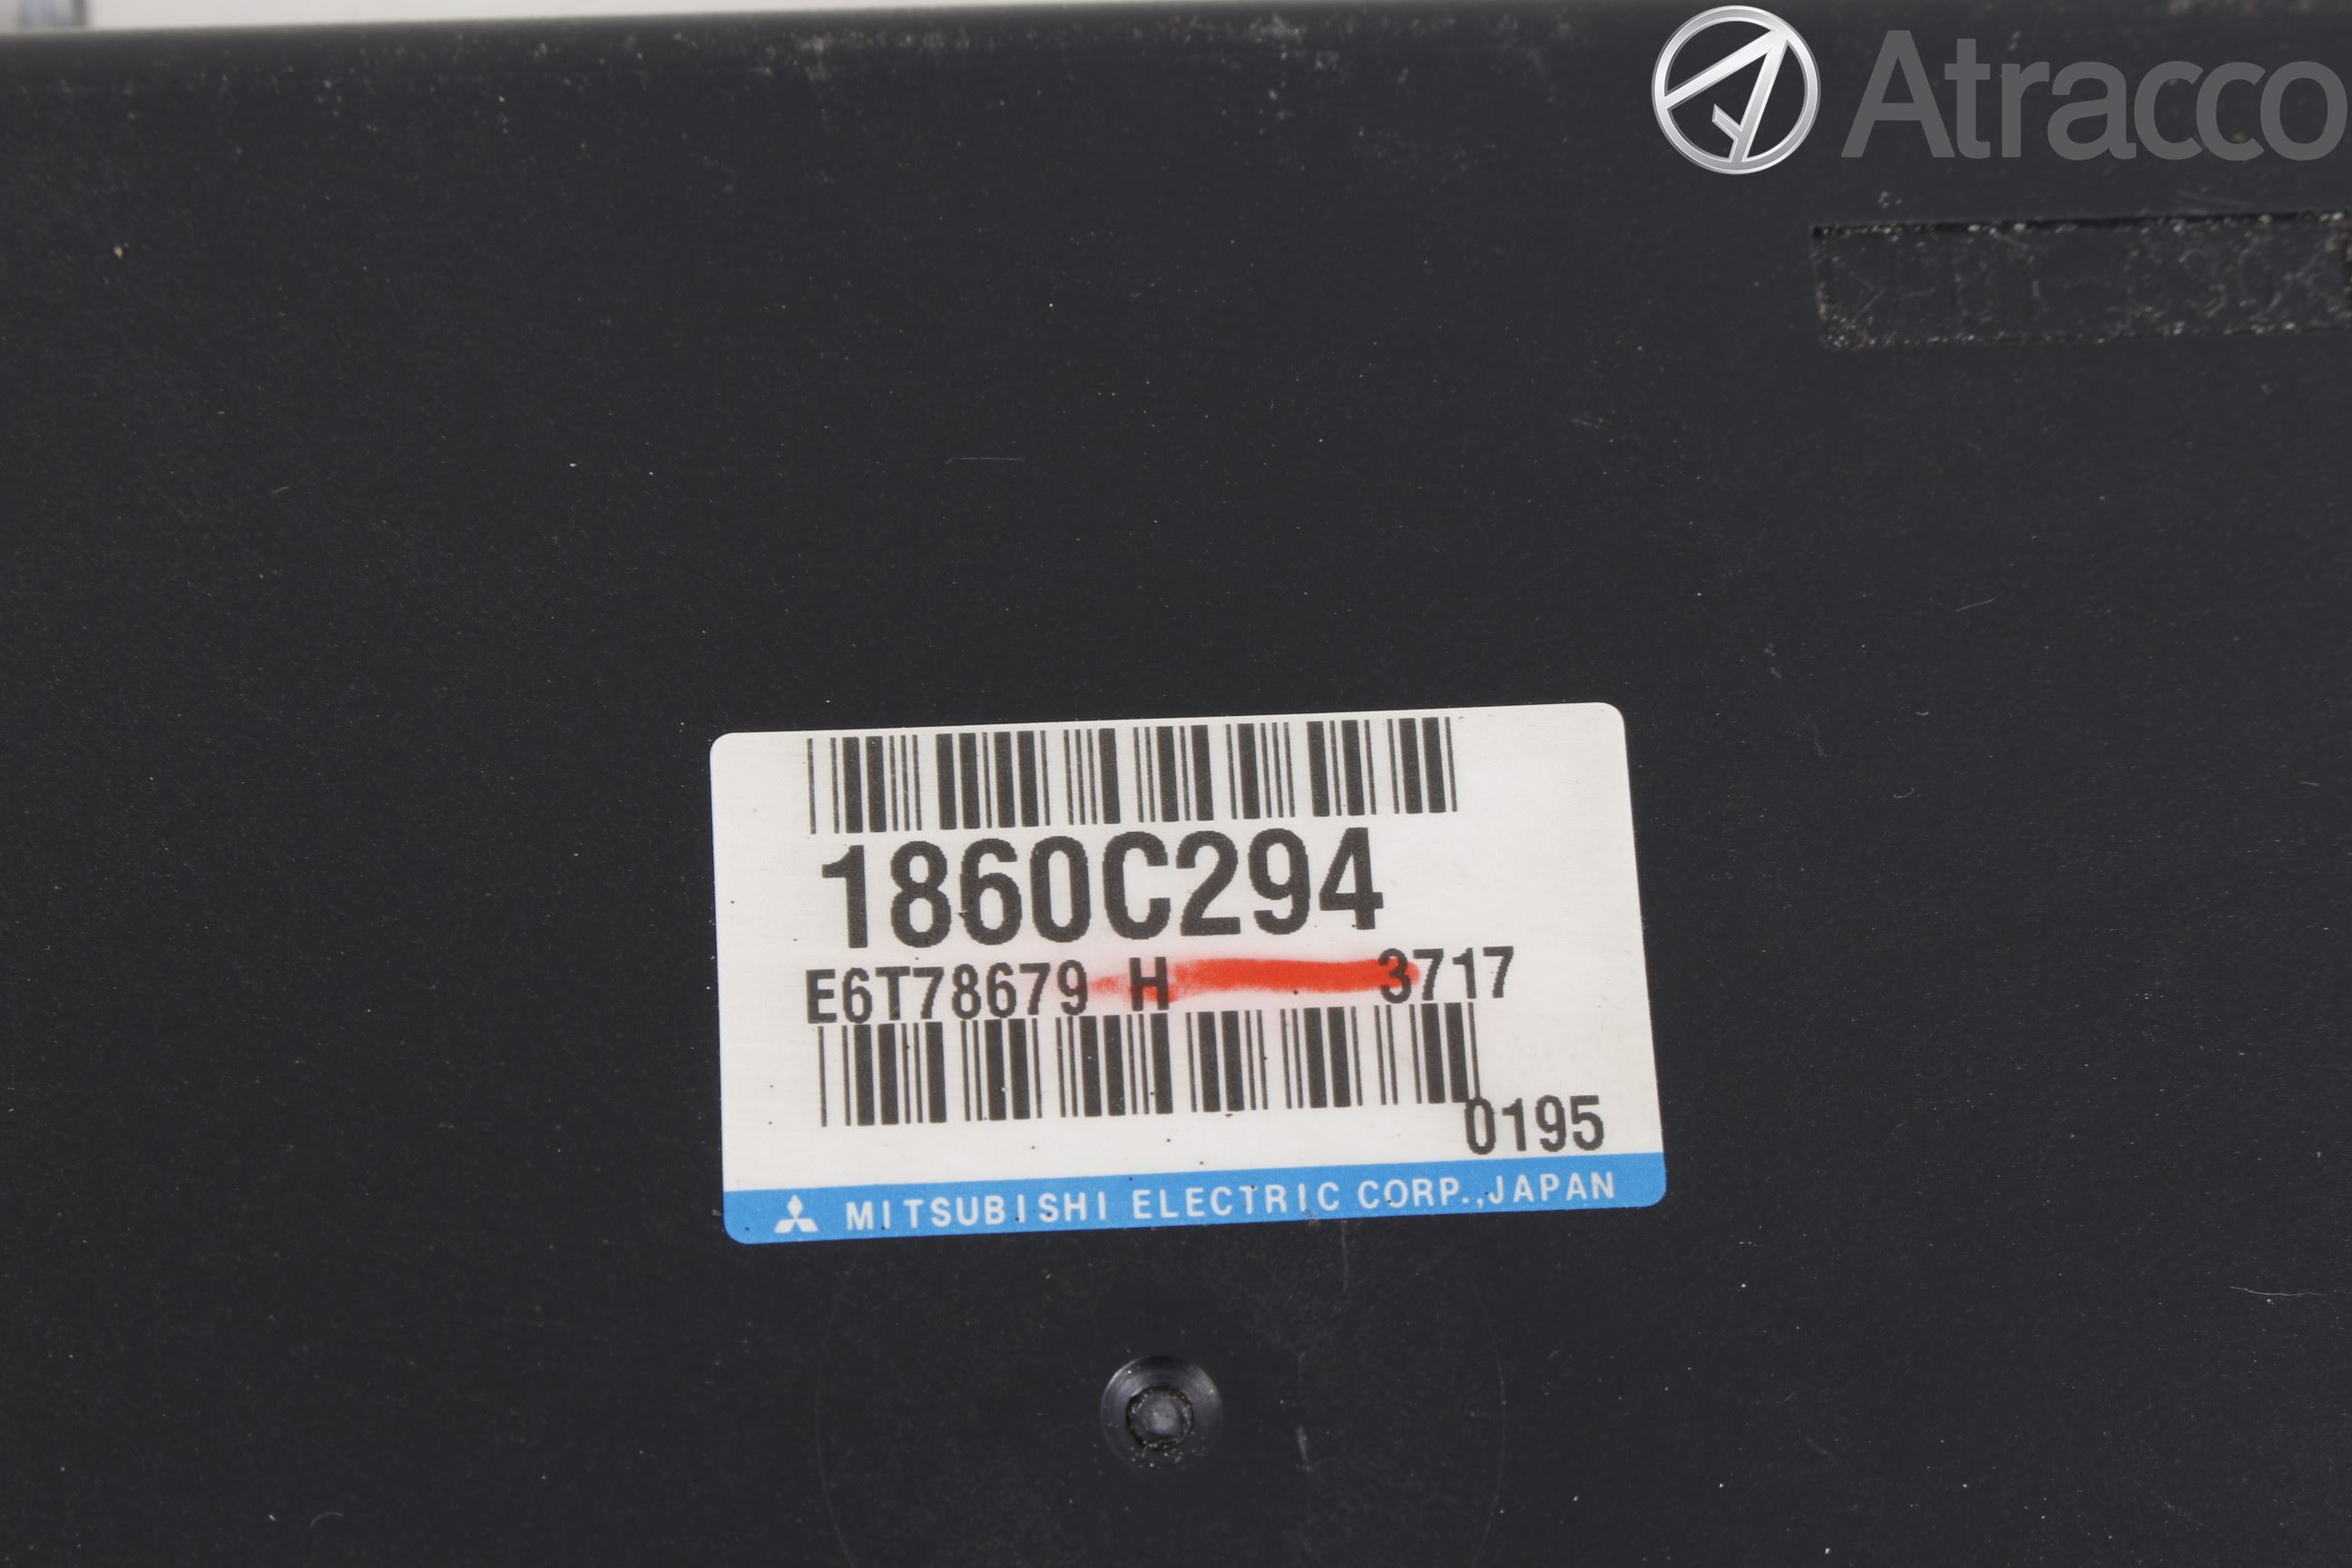 Atracco
1860C294
E6T78679 H 3717
0195
MITSUBISHI ELECTRIC CORP.,JAPAN